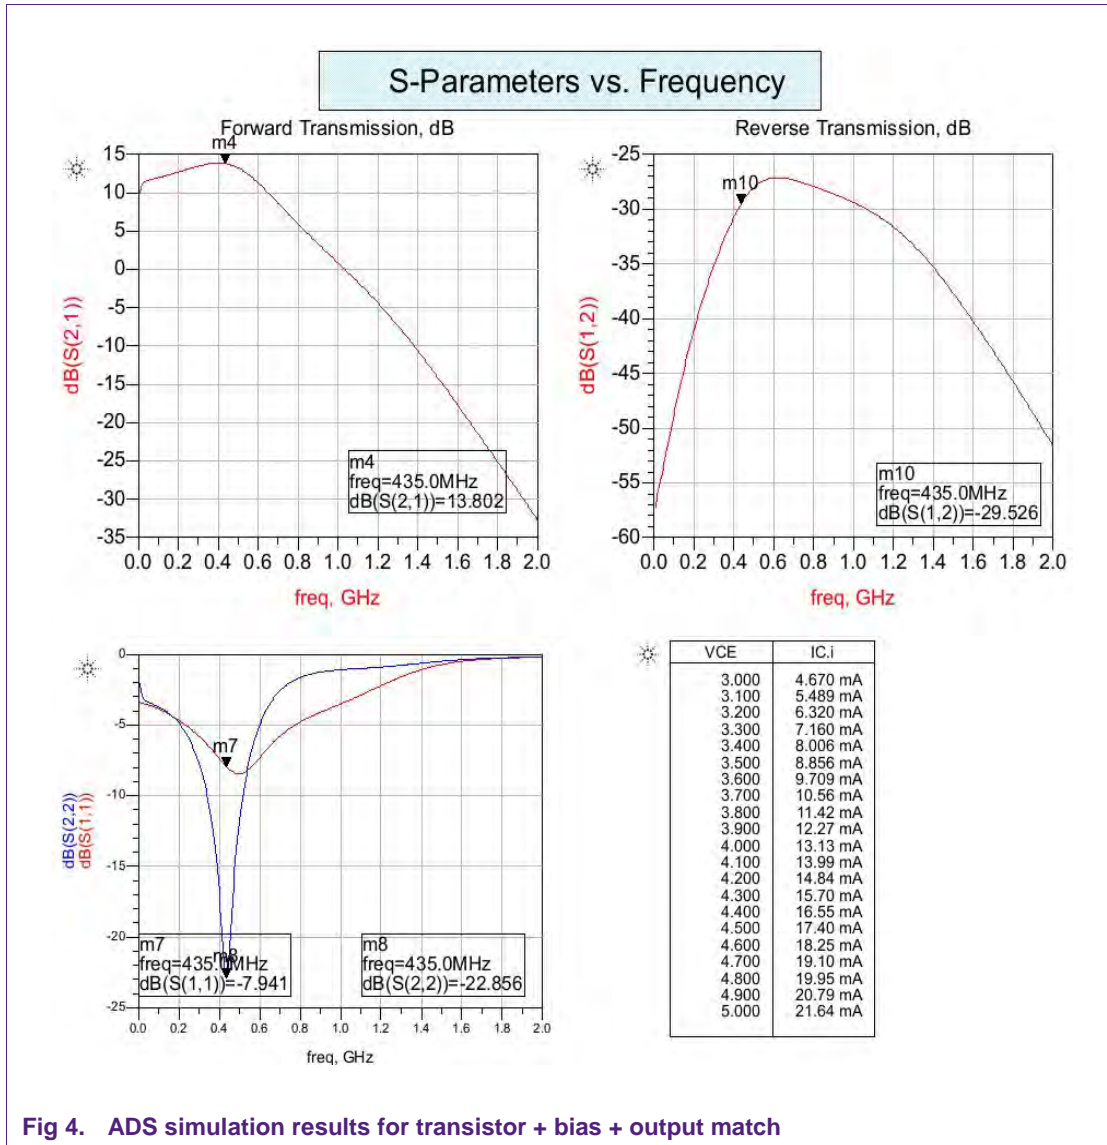 S-Parameters vs. Frequency
Forward Transmission, dB
m4
15
10
5
0
-5
-10
-15
-20
-25
-30
-35
dB(S(2,1))
m4
freq=435.0MHz
dB(S(2,1))=13.802
0.0 0.2 0.4 0.6 0.8 1.0 1.2 1.4 1.6 1.8 2.0
freq, GHz
Reverse Transmission, dB
m10
-25
-30
-35
-40
-45
-50
-55
-60
dB(S(1,2))
m10
freq=435.0MHz
dB(S(1,2))=-29.526
0.0 0.2 0.4 0.6 0.8 1.0 1.2 1.4 1.6 1.8 2.0
freq, GHz
0
-5
-10
-15
-20
-25
dB(S(2,2))
dB(S(1,1))
m7
m8
m7
freq=435.0MHz
dB(S(1,1))=-7.941
m8
freq=435.0MHz
dB(S(2,2))=-22.856
0.0 0.2 0.4 0.6 0.8 1.0 1.2 1.4 1.6 1.8 2.0
freq, GHz
VCE IC.i
3.000 4.670 mA
3.100 5.489 mA
3.200 6.320 mA
3.300 7.160 mA
3.400 8.006 mA
3.500 8.856 mA
3.600 9.709 mA
3.700 10.56 mA
3.800 11.42 mA
3.900 12.27 mA
4.000 13.13 mA
4.100 13.99 mA
4.200 14.84 mA
4.300 15.70 mA
4.400 16.55 mA
4.500 17.40 mA
4.600 18.25 mA
4.700 19.10 mA
4.800 19.95 mA
4.900 20.79 mA
5.000 21.64 mA
Fig 4. ADS simulation results for transistor + bias + output match